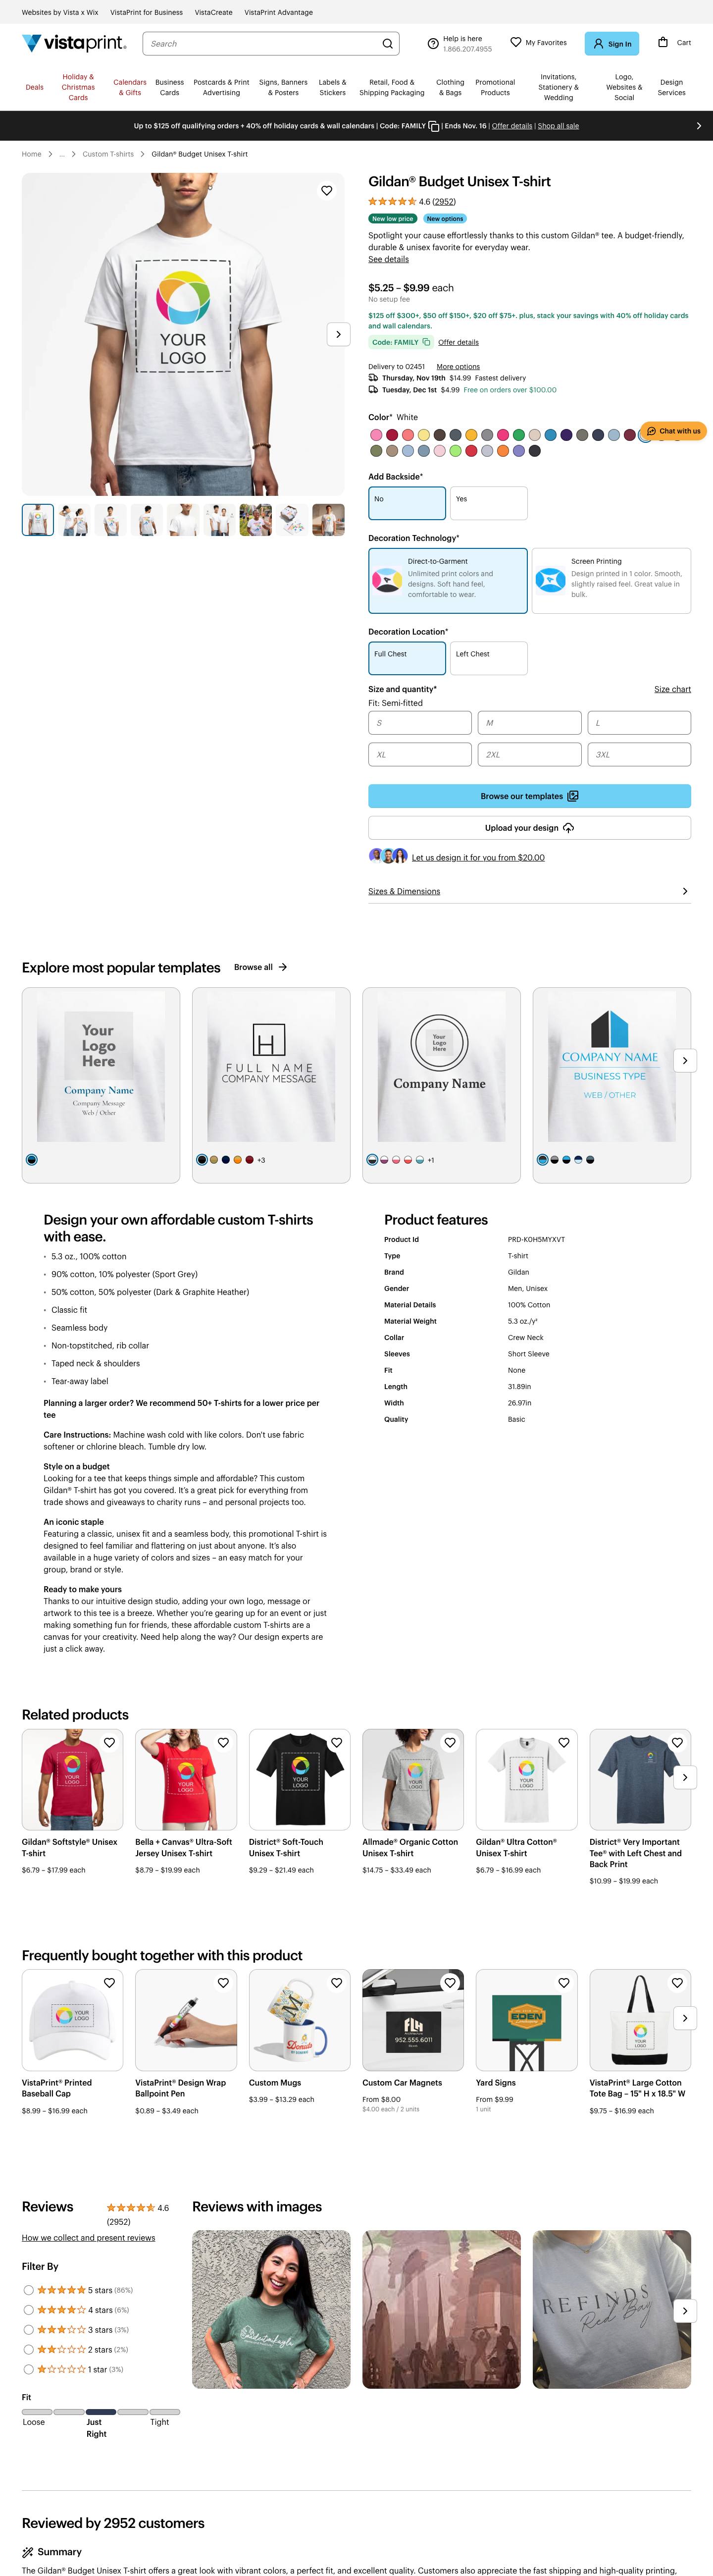 Websites by Vista x Wix
VistaPrint for Business
VistaCreate
VistaPrint Advantage
vistaprint.
Search
Help is here
1.866.207.4955
My Favorites
Sign In
Cart
Deals
Holiday &
Christmas
Cards
Calendars
& Gifts
Business
Cards
Postcards & Print
Advertising
Signs, Banners
& Posters
Labels &
Stickers
Retail, Food &
Shipping Packaging
Clothing
& Bags
Promotional
Products
Invitations,
Stationery &
Wedding
Logo,
Websites &
Social
Design
Services
Up to $125 off qualifying orders + 40% off holiday cards & wall calendars | Code: FAMILY | Ends Nov. 16 | Offer details | Shop all sale
Home > ... > Custom T-shirts > Gildan® Budget Unisex T-shirt
YOUR
LOGO
Gildan® Budget Unisex T-shirt
4.6 (2952)
New low price
New options
Spotlight your cause effortlessly thanks to this custom Gildan® tee. A budget-friendly,
durable & unisex favorite for everyday wear.
See details
$5.25 – $9.99 each
No setup fee
$125 off $300+, $50 off $150+, $20 off $75+. plus, stack your savings with 40% off holiday cards
and wall calendars.
Code: FAMILY
Offer details
Delivery to 02451
More options
Thursday, Nov 19th $14.99 Fastest delivery
Tuesday, Dec 1st $4.99 Free on orders over $100.00
Color* White
Chat with us
Add Backside*
No
Yes
Decoration Technology*
Direct-to-Garment
Unlimited print colors and
designs. Soft hand feel,
comfortable to wear.
Screen Printing
Design printed in 1 color. Smooth,
slightly raised feel. Great value in
bulk.
Decoration Location*
Full Chest
Left Chest
Size and quantity*
Size chart
Fit: Semi-fitted
S
M
L
XL
2XL
3XL
Browse our templates
Upload your design
Let us design it for you from $20.00
Sizes & Dimensions
Explore most popular templates
Browse all
Your
Logo
Here
Company Name
Company Message
Web / Other
H
FULL NAME
COMPANY MESSAGE
+3
Your Logo
Here
Company Name
+1
COMPANY NAME
BUSINESS TYPE
WEB / OTHER
Design your own affordable custom T-shirts
with ease.
• 5.3 oz., 100% cotton
• 90% cotton, 10% polyester (Sport Grey)
• 50% cotton, 50% polyester (Dark & Graphite Heather)
• Classic fit
• Seamless body
• Non-topstitched, rib collar
• Taped neck & shoulders
• Tear-away label
Planning a larger order? We recommend 50+ T-shirts for a lower price per
tee
Care Instructions: Machine wash cold with like colors. Don't use fabric
softener or chlorine bleach. Tumble dry low.
Style on a budget
Looking for a tee that keeps things simple and affordable? This custom
Gildan® T-shirt has got you covered. It's a great pick for everything from
trade shows and giveaways to charity runs – and personal projects too.
An iconic staple
Featuring a classic, unisex fit and a seamless body, this promotional T-shirt is
designed to feel familiar and flattering on just about anyone. It's also
available in a huge variety of colors and sizes – an easy match for your
group, brand or style.
Ready to make yours
Thanks to our intuitive design studio, adding your own logo, message or
artwork to this tee is a breeze. Whether you're gearing up for an event or just
making something fun for friends, these affordable custom T-shirts are a
canvas for your creativity. Need help along the way? Our design experts are
just a click away.
Product features
Product Id PRD-K0H5MYXVT
Type T-shirt
Brand Gildan
Gender Men, Unisex
Material Details 100% Cotton
Material Weight 5.3 oz./y²
Collar Crew Neck
Sleeves Short Sleeve
Fit None
Length 31.89in
Width 26.97in
Quality Basic
Related products
YOUR
LOGO
YOUR
LOGO
YOUR
LOGO
YOUR
LOGO
YOUR
LOGO
Gildan® Softstyle® Unisex
T-shirt
$6.79 – $17.99 each
Bella + Canvas® Ultra-Soft
Jersey Unisex T-shirt
$8.79 – $19.99 each
District® Soft-Touch
Unisex T-shirt
$9.29 – $21.49 each
Allmade® Organic Cotton
Unisex T-shirt
$14.75 – $33.49 each
Gildan® Ultra Cotton®
Unisex T-shirt
$6.79 – $16.99 each
District® Very Important
Tee® with Left Chest and
Back Print
$10.99 – $19.99 each
Frequently bought together with this product
YOUR
LOGO
M
Donuts
FLH
952.555.6011
EDEN
YOUR
LOGO
VistaPrint® Printed
Baseball Cap
$8.99 – $16.99 each
VistaPrint® Design Wrap
Ballpoint Pen
$0.89 – $3.49 each
Custom Mugs
$3.99 – $13.29 each
Custom Car Magnets
From $8.00
$4.00 each / 2 units
Yard Signs
From $9.99
1 unit
VistaPrint® Large Cotton
Tote Bag – 15" H x 18.5" W
$9.75 – $16.99 each
Reviews
4.6
(2952)
How we collect and present reviews
Filter By
5 stars (86%)
4 stars (6%)
3 stars (3%)
2 stars (2%)
1 star (3%)
Fit
Loose
Just
Right
Tight
Reviews with images
REFINDS
Red Bay
Reviewed by 2952 customers
Summary
The Gildan® Budget Unisex T-shirt offers a great look with vibrant colors, a perfect fit, and excellent quality. Customers also appreciate the fast shipping and high-quality printing,